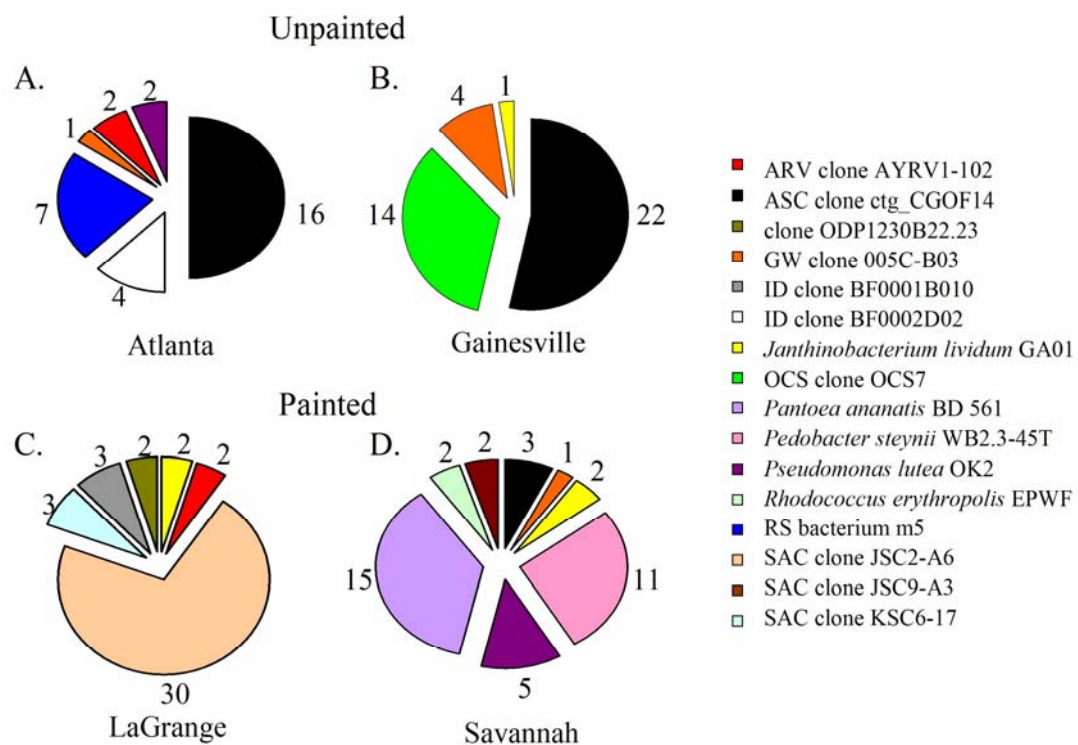 Unpainted
A.
B.
2
2
1
7
16
4
Atlanta
4
1
14
22
Gainesville
Painted
C.
D.
3
3
2
2
2
30
LaGrange
2
2
3
1
2
15
11
5
Savannah
ARV clone AYRV1-102
ASC clone ctg_CGOF14
clone ODP1230B22.23
GW clone 005C-B03
ID clone BF0001B010
ID clone BF0002D02
Janthinobacterium lividum GA01
OCS clone OCS7
Pantoea ananatis BD 561
Pedobacter steynii WB2.3-45T
Pseudomonas lutea OK2
Rhodococcus erythropolis EPWF
RS bacterium m5
SAC clone JSC2-A6
SAC clone JSC9-A3
SAC clone KSC6-17